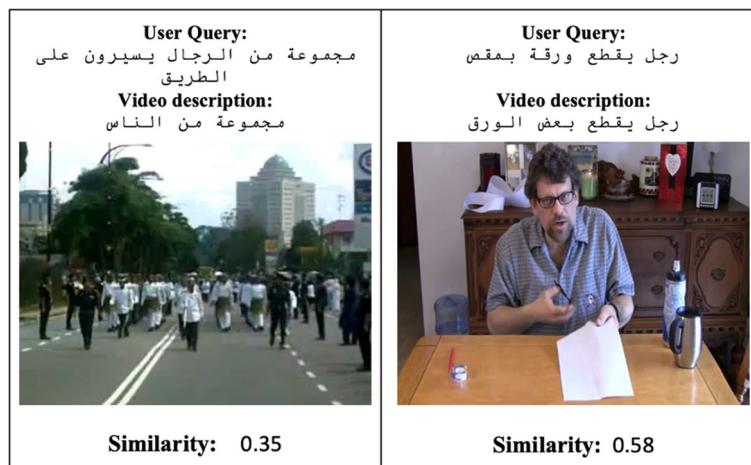 User Query:
مجموعة من الرجال يسيرون على
الطريق
Video description:
مجموعة من الناس
Similarity: 0.35
User Query:
رجل يقطع ورقة بمقص
Video description:
رجل يقطع بعض الورق
Similarity: 0.58